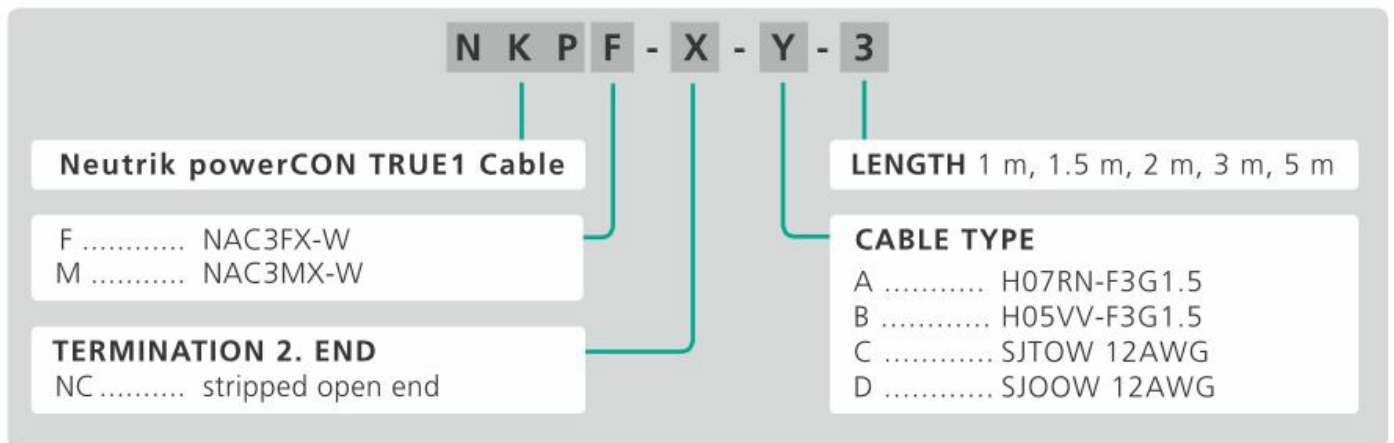 N K P F - X - Y - 3
Neutrik powerCON TRUE1 Cable
F ............ NAC3FX-W
M ........... NAC3MX-W
TERMINATION 2. END
NC .......... stripped open end
LENGTH 1 m, 1.5 m, 2 m, 3 m, 5 m
CABLE TYPE
A ........... H07RN-F3G1.5
B ............ H05VV-F3G1.5
C ............ SJTOW 12AWG
D ............ SJOOW 12AWG